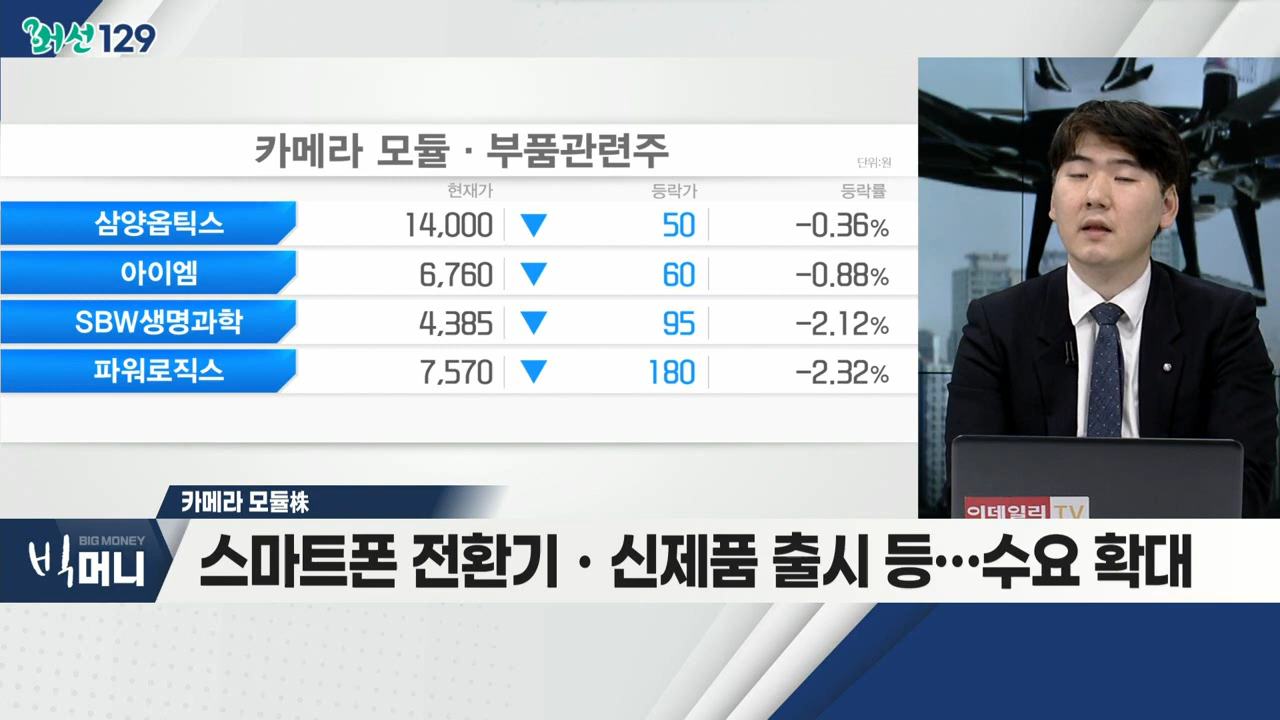 머선129
카메라 모듈·부품관련주
단위:원
현재가 등락가 등락률
삼양옵틱스 14,000 ▼ 50 -0.36%
아이엠 6,760 ▼ 60 -0.88%
SBW생명과학 4,385 ▼ 95 -2.12%
파워로직스 7,570 ▼ 180 -2.32%
이데일리TV
카메라 모듈株
BIG MONEY
빅머니
스마트폰 전환기·신제품 출시 등…수요 확대